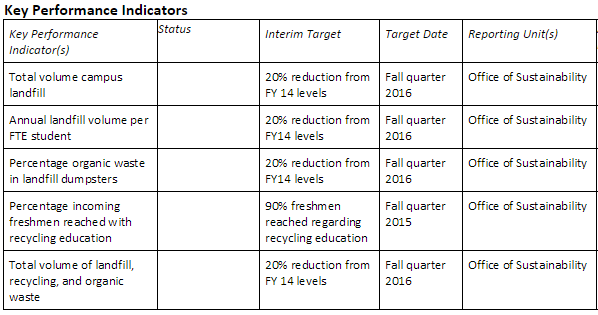 Key Performance Indicators
Key Performance Indicator(s) Status Interim Target Target Date Reporting Unit(s)
Total volume campus landfill 20% reduction from FY 14 levels Fall quarter 2016 Office of Sustainability
Annual landfill volume per FTE student 20% reduction from FY14 levels Fall quarter 2016 Office of Sustainability
Percentage organic waste in landfill dumpsters 20% reduction from FY14 levels Fall quarter 2016 Office of Sustainability
Percentage incoming freshmen reached with recycling education 90% freshmen reached regarding recycling education Fall quarter 2015 Office of Sustainability
Total volume of landfill, recycling, and organic waste 20% reduction from FY 14 levels Fall quarter 2016 Office of Sustainability